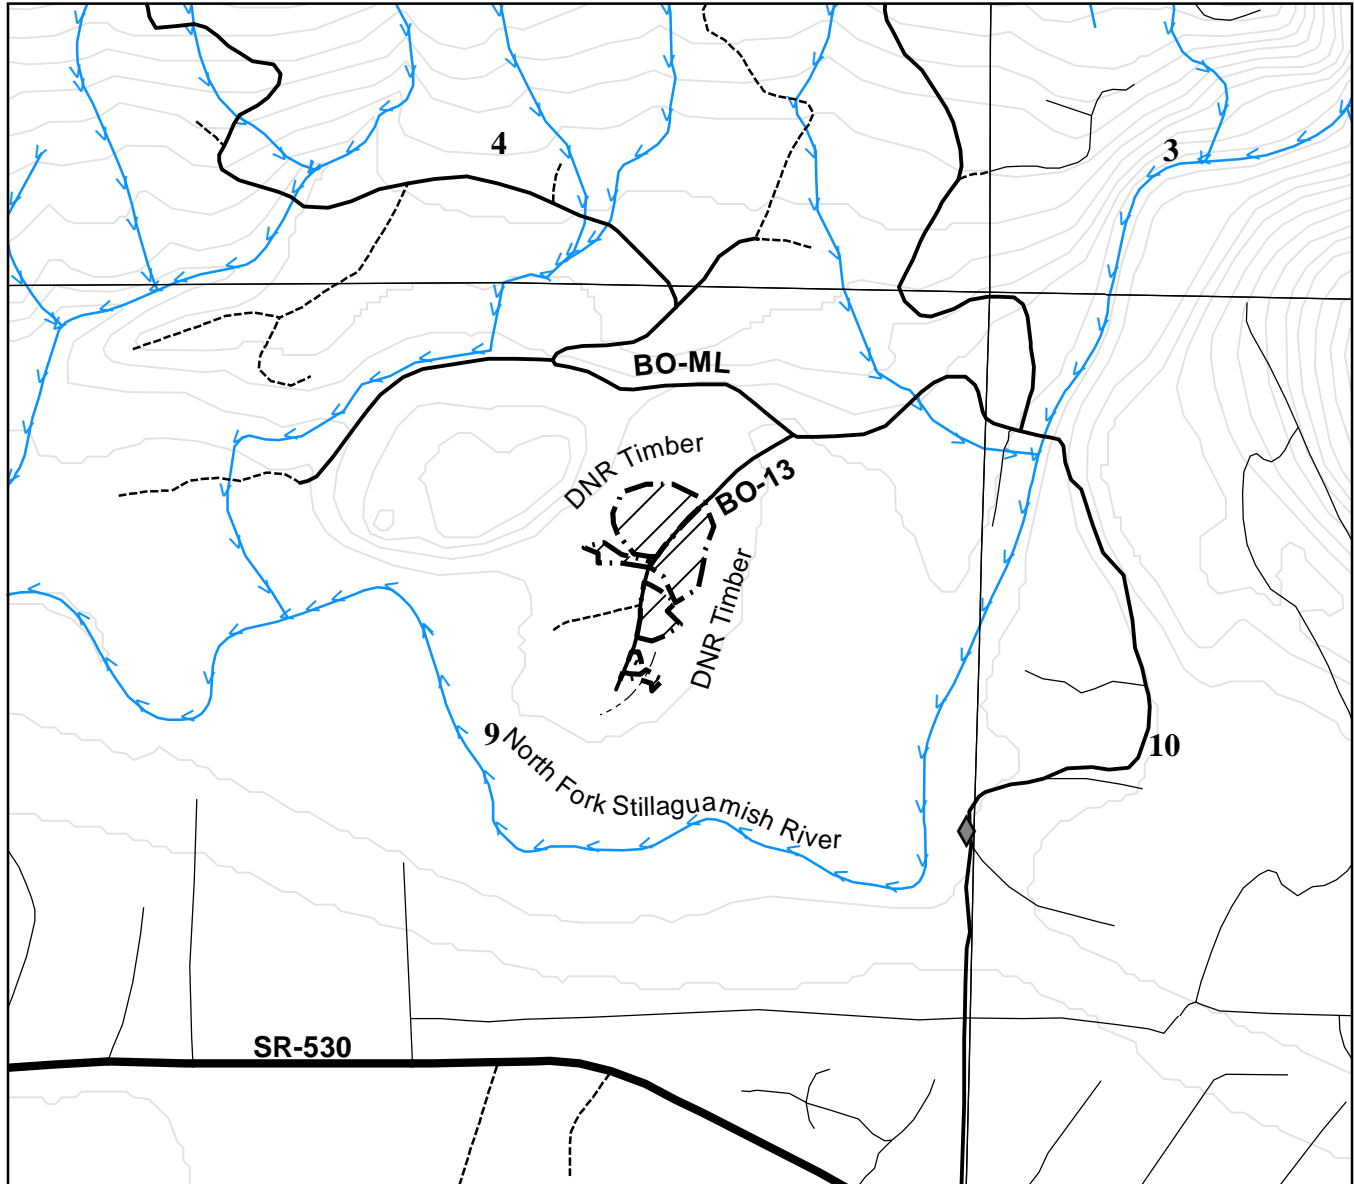 4
3
BO-ML
DNR Timber
BO-13
DNR Timber
9
North Fork Stillaguamish River
10
SR-530